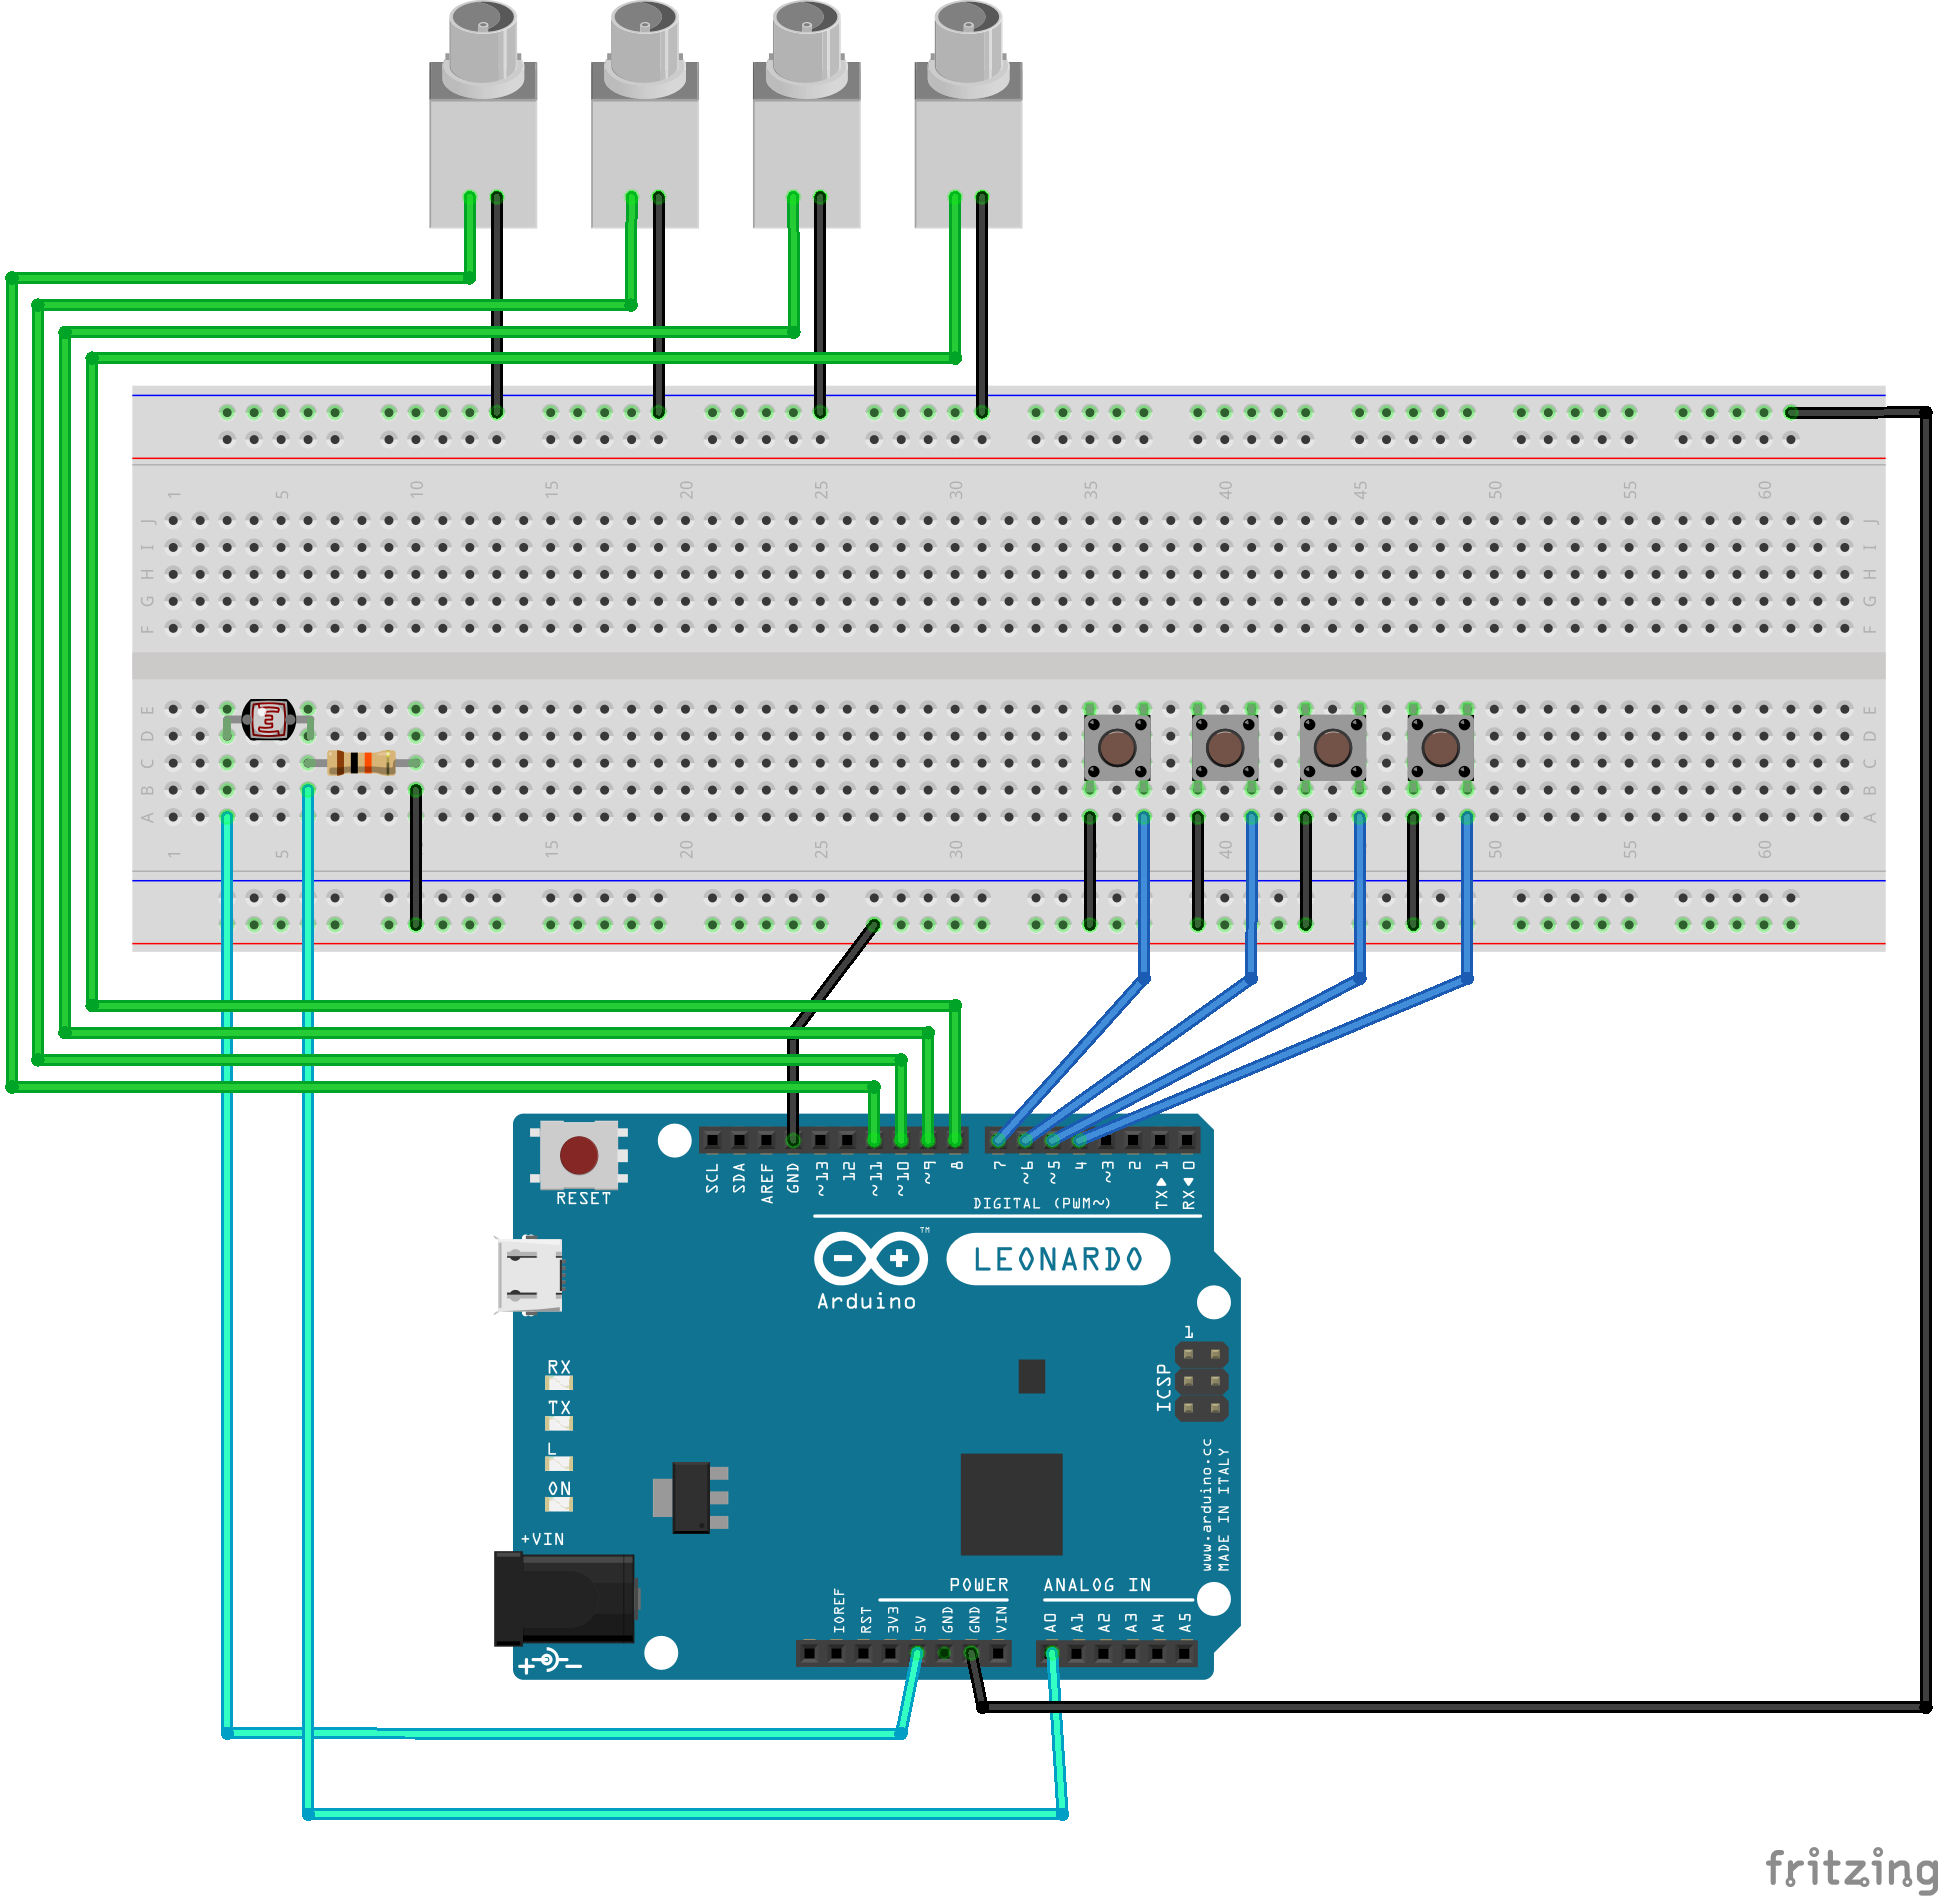 1 5 10 15 20 25 30 35 40 45 50 55 60
J J
I I
H H
G G
F F
E E
D D
C C
B B
A A
1 5 15 20 25 30 40 45 50 55 60
RESET
SCL SDA AREF GND ~13 12 ~11 ~10 ~9 8 7 ~6 ~5 4 ~3 2 TX▶1 RX◀0
DIGITAL (PWM~)
TM
LEONARDO
Arduino
1
ICSP
RX
TX
L
ON
+VIN
www.arduino.cc
MADE IN ITALY
POWER ANALOG IN
IOREF RST 3V3 5V GND GND VIN A0 A1 A2 A3 A4 A5
fritzing